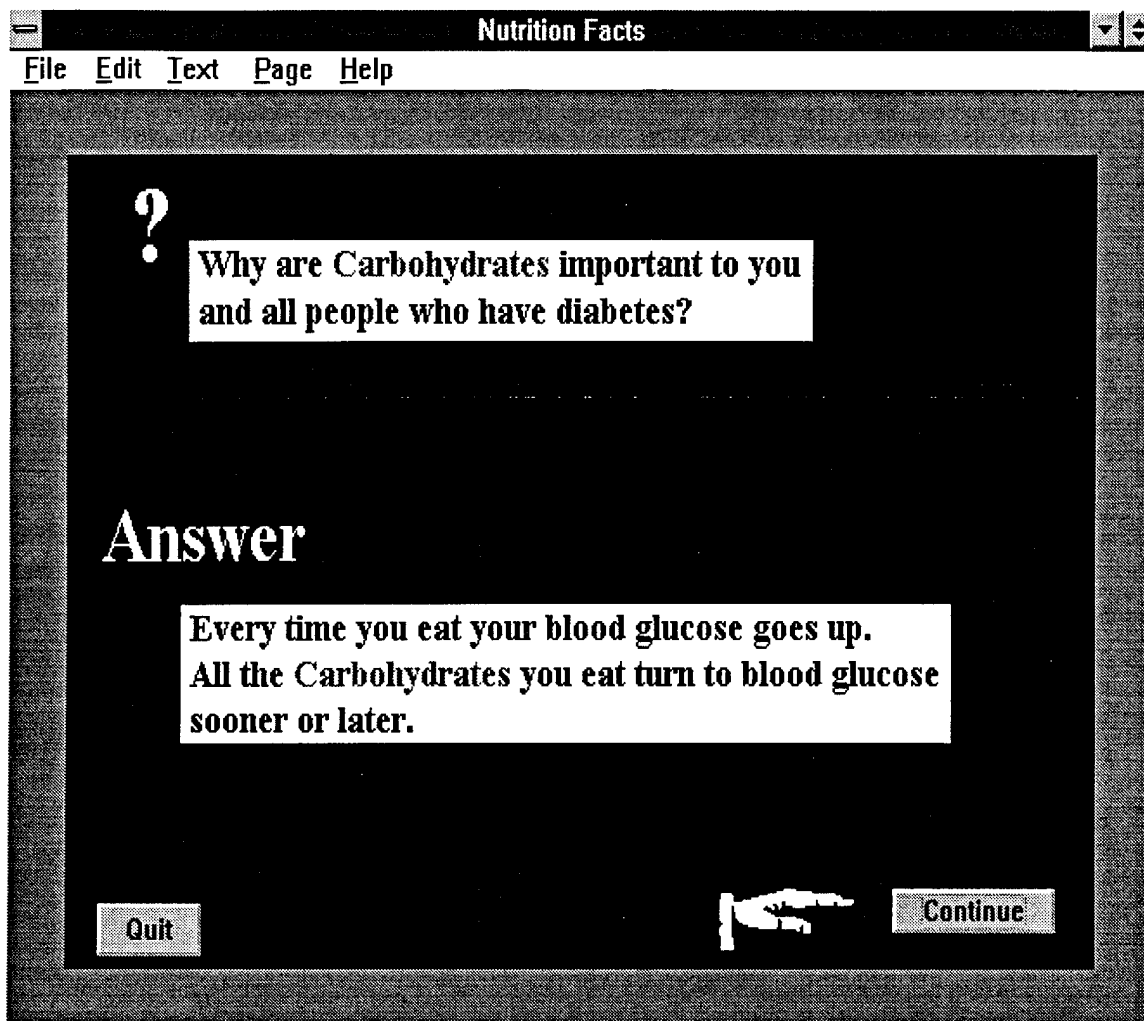 Nutrition Facts
File Edit Text Page Help
?
Why are Carbohydrates important to you
and all people who have diabetes?
Answer
Every time you eat your blood glucose goes up.
All the Carbohydrates you eat turn to blood glucose
sooner or later.
Quit
Continue